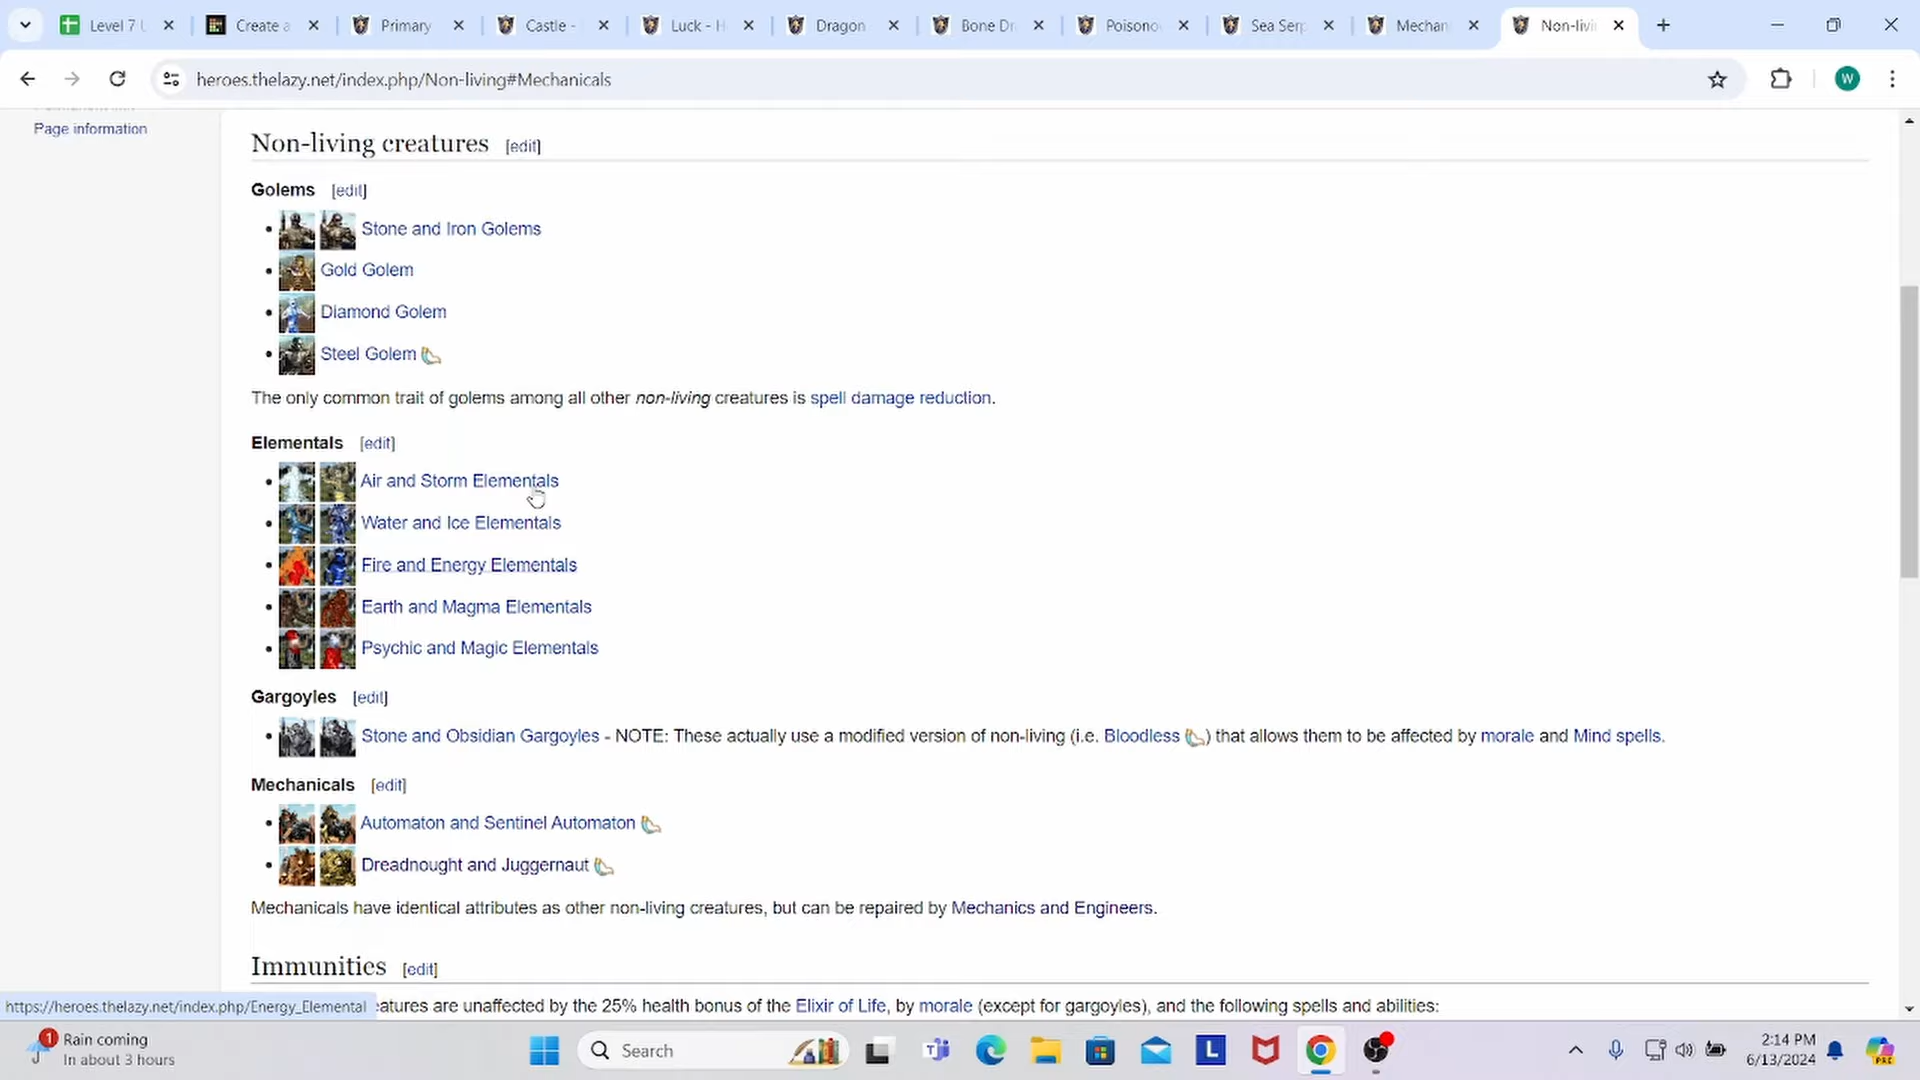 Level 7 U
Create a
Primary
Castle -
Luck - H
Dragon
Bone Dr
Poisono
Sea Serp
Mechan
Non-livi
heroes.thelazy.net/index.php/Non-living#Mechanicals
W
Page information
Non-living creatures [edit]
Golems [edit]
Stone and Iron Golems
Gold Golem
Diamond Golem
Steel Golem
The only common trait of golems among all other non-living creatures is spell damage reduction.
Elementals [edit]
Air and Storm Elementals
Water and Ice Elementals
Fire and Energy Elementals
Earth and Magma Elementals
Psychic and Magic Elementals
Gargoyles [edit]
Stone and Obsidian Gargoyles - NOTE: These actually use a modified version of non-living (i.e. Bloodless ) that allows them to be affected by morale and Mind spells.
Mechanicals [edit]
Automaton and Sentinel Automaton
Dreadnought and Juggernaut
Mechanicals have identical attributes as other non-living creatures, but can be repaired by Mechanics and Engineers.
Immunities [edit]
https://heroes.thelazy.net/index.php/Energy_Elemental
eatures are unaffected by the 25% health bonus of the Elixir of Life, by morale (except for gargoyles), and the following spells and abilities:
1
Rain coming
In about 3 hours
Search
L
2:14 PM
6/13/2024
PRE